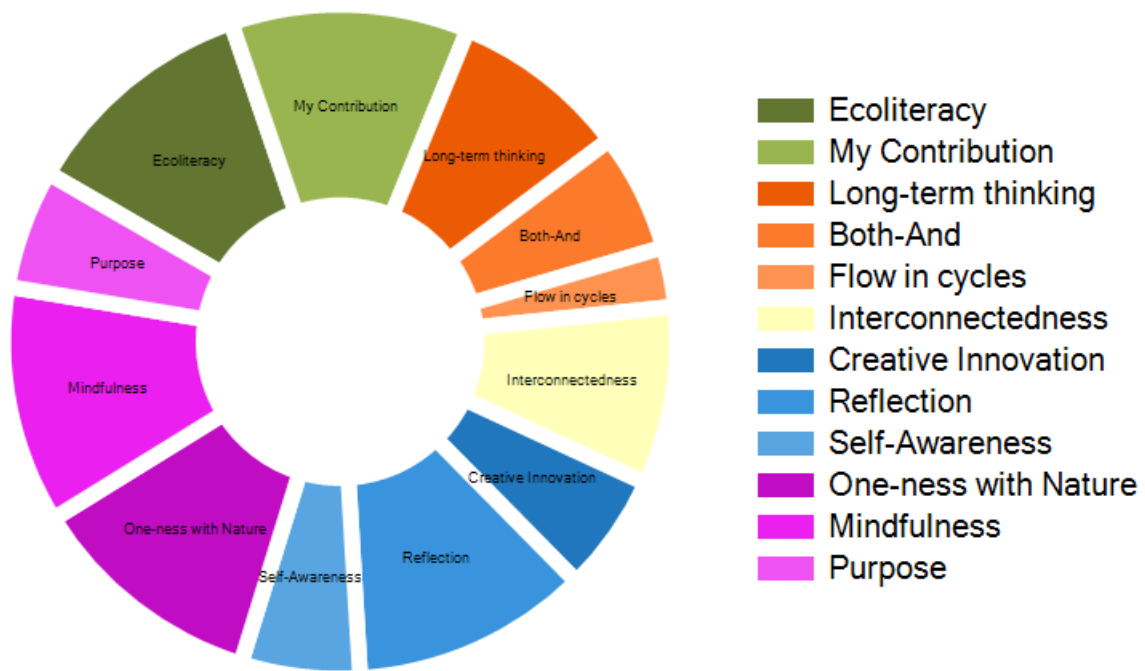 My Contribution
Ecoliteracy
Long-term thinking
Both-And
Purpose
Flow in cycles
Mindfulness
Interconnectedness
Creative Innovation
One-ness with Nature
Reflection
Self-Awareness
Ecoliteracy
My Contribution
Long-term thinking
Both-And
Flow in cycles
Interconnectedness
Creative Innovation
Reflection
Self-Awareness
One-ness with Nature
Mindfulness
Purpose